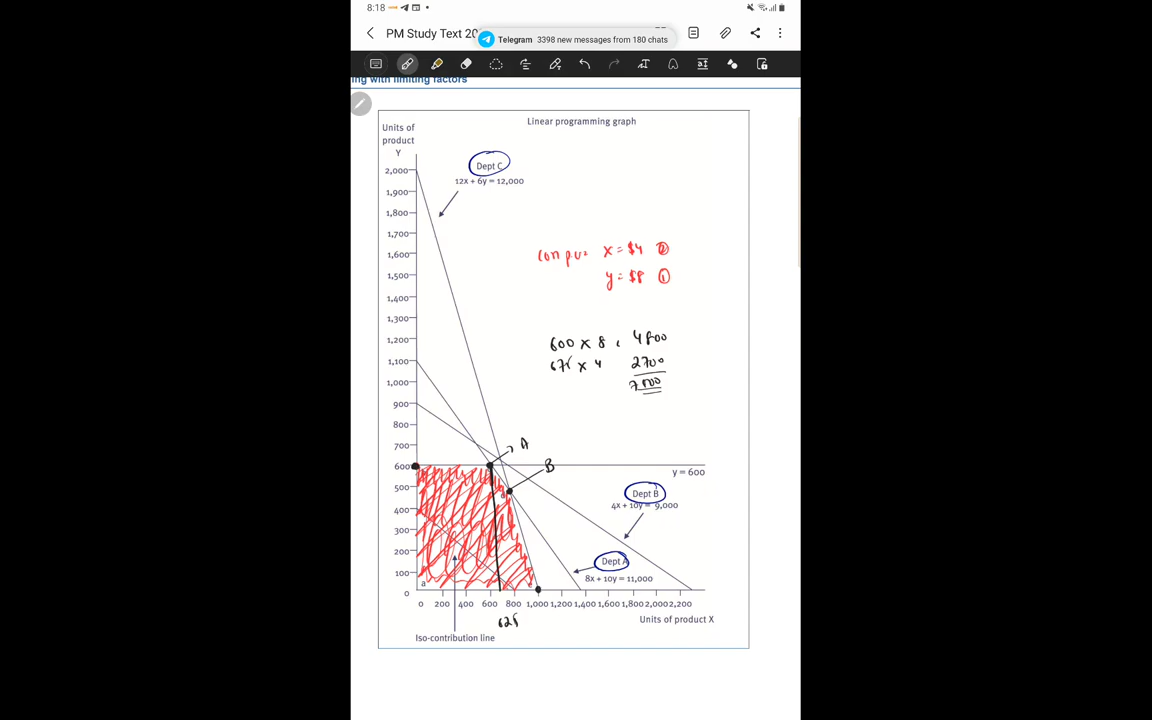 8:18
PM Study Text 20
Telegram 3398 new messages from 180 chats
ing with limiting factors
Linear programming graph
Units of
product
Y
Dept C
12x + 6y = 12,000
2,000
1,900
1,800
1,700
1,600
1,500
1,400
1,300
1,200
1,100
1,000
900
800
700
600
500
400
300
200
100
0
x = $4 2
y = $8 1
600 x 8 4800
675 x 4 2700
A
B
y = 600
Dept B
4x + 10y = 9,000
Dept A
8x + 10y = 11,000
a
0 200 400 600 800 1,000 1,200 1,400 1,600 1,800 2,000 2,200
625
Units of product X
Iso-contribution line